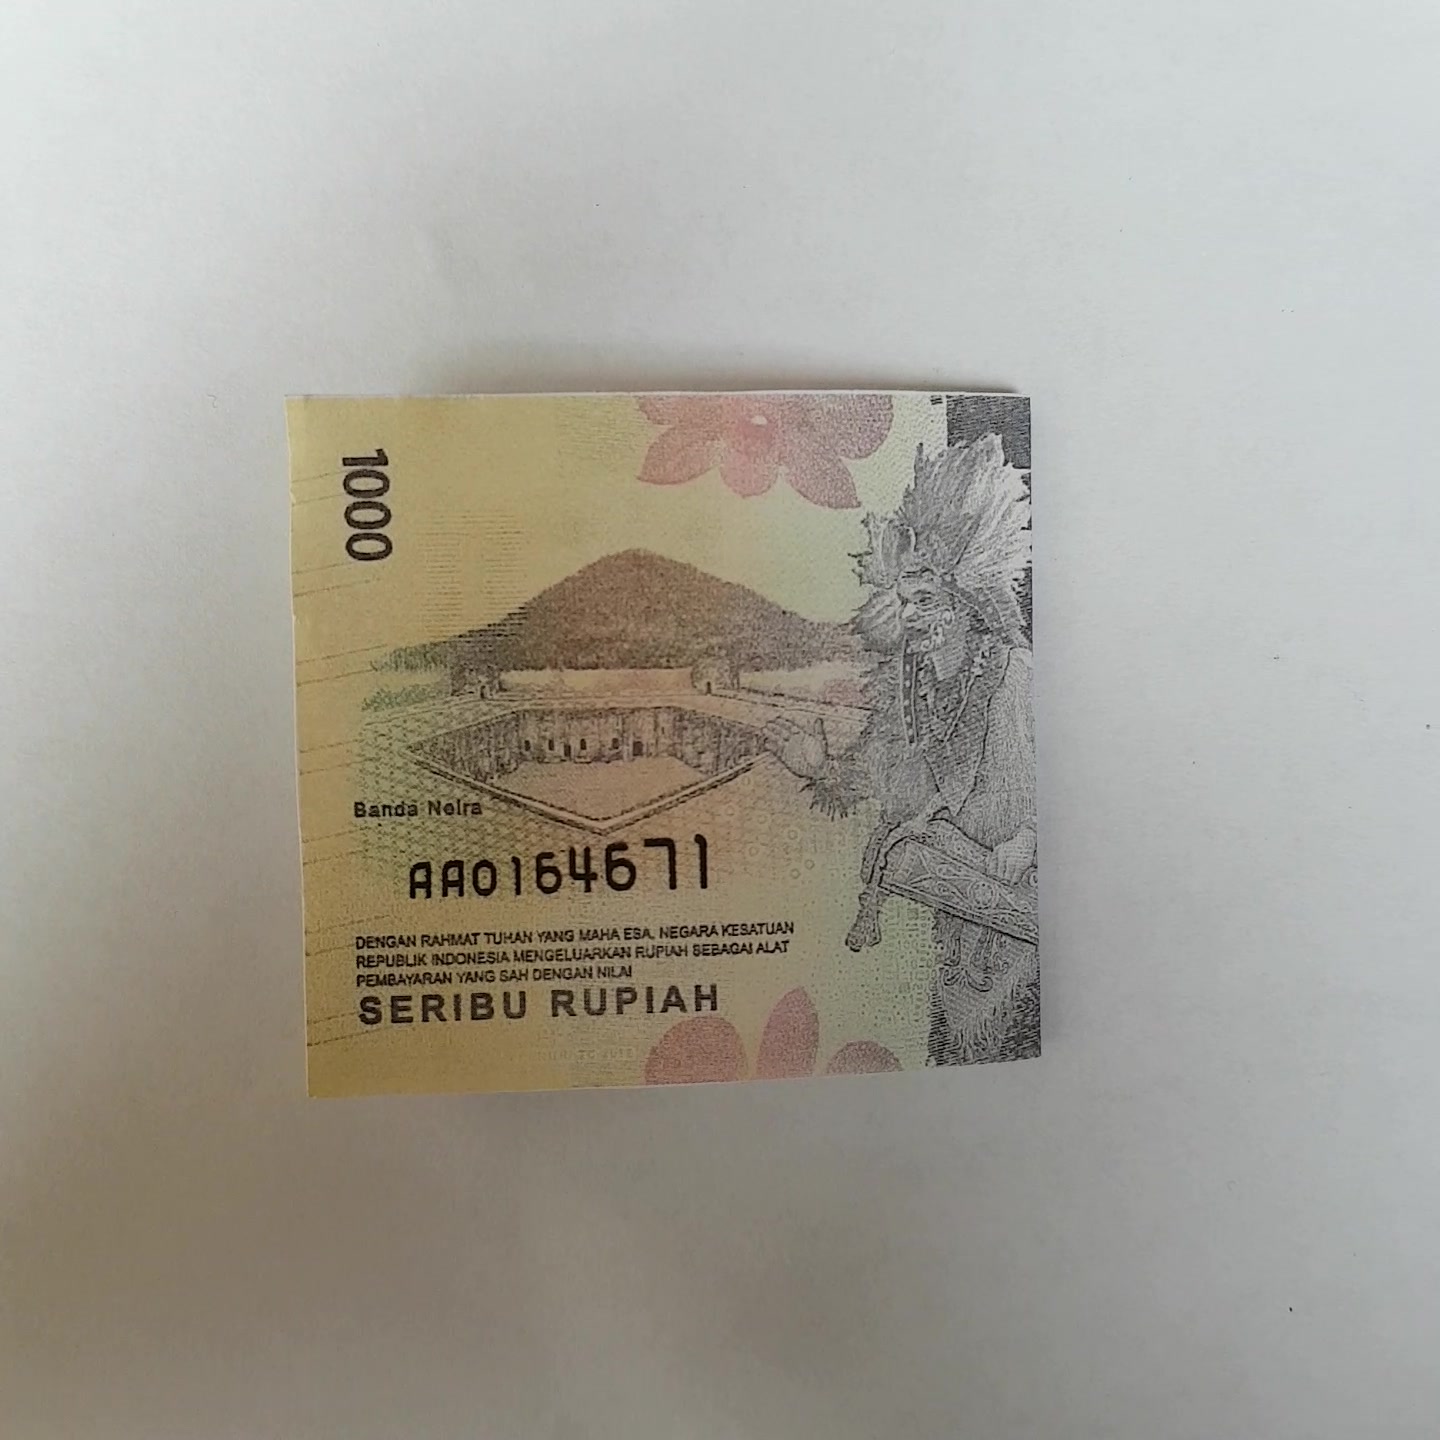 1000
Banda Neira
AA0164671
DENGAN RAHMAT TUHAN YANG MAHA ESA, NEGARA KESATUAN
REPUBLIK INDONESIA MENGELUARKAN RUPIAH SEBAGAI ALAT
PEMBAYARAN YANG SAH DENGAN NILAI
SERIBU RUPIAH